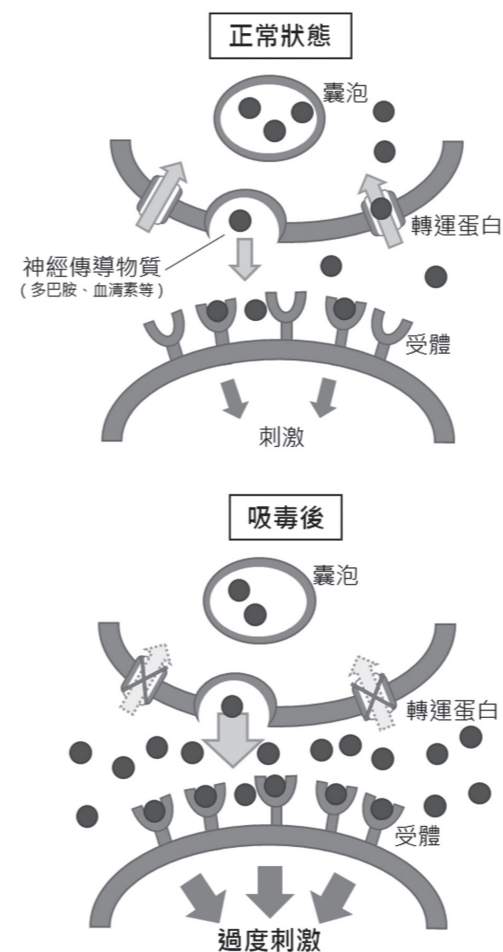 正常狀態
囊泡
轉運蛋白
神經傳導物質
(多巴胺、血清素等)
受體
刺激
吸毒後
囊泡
轉運蛋白
受體
過度刺激